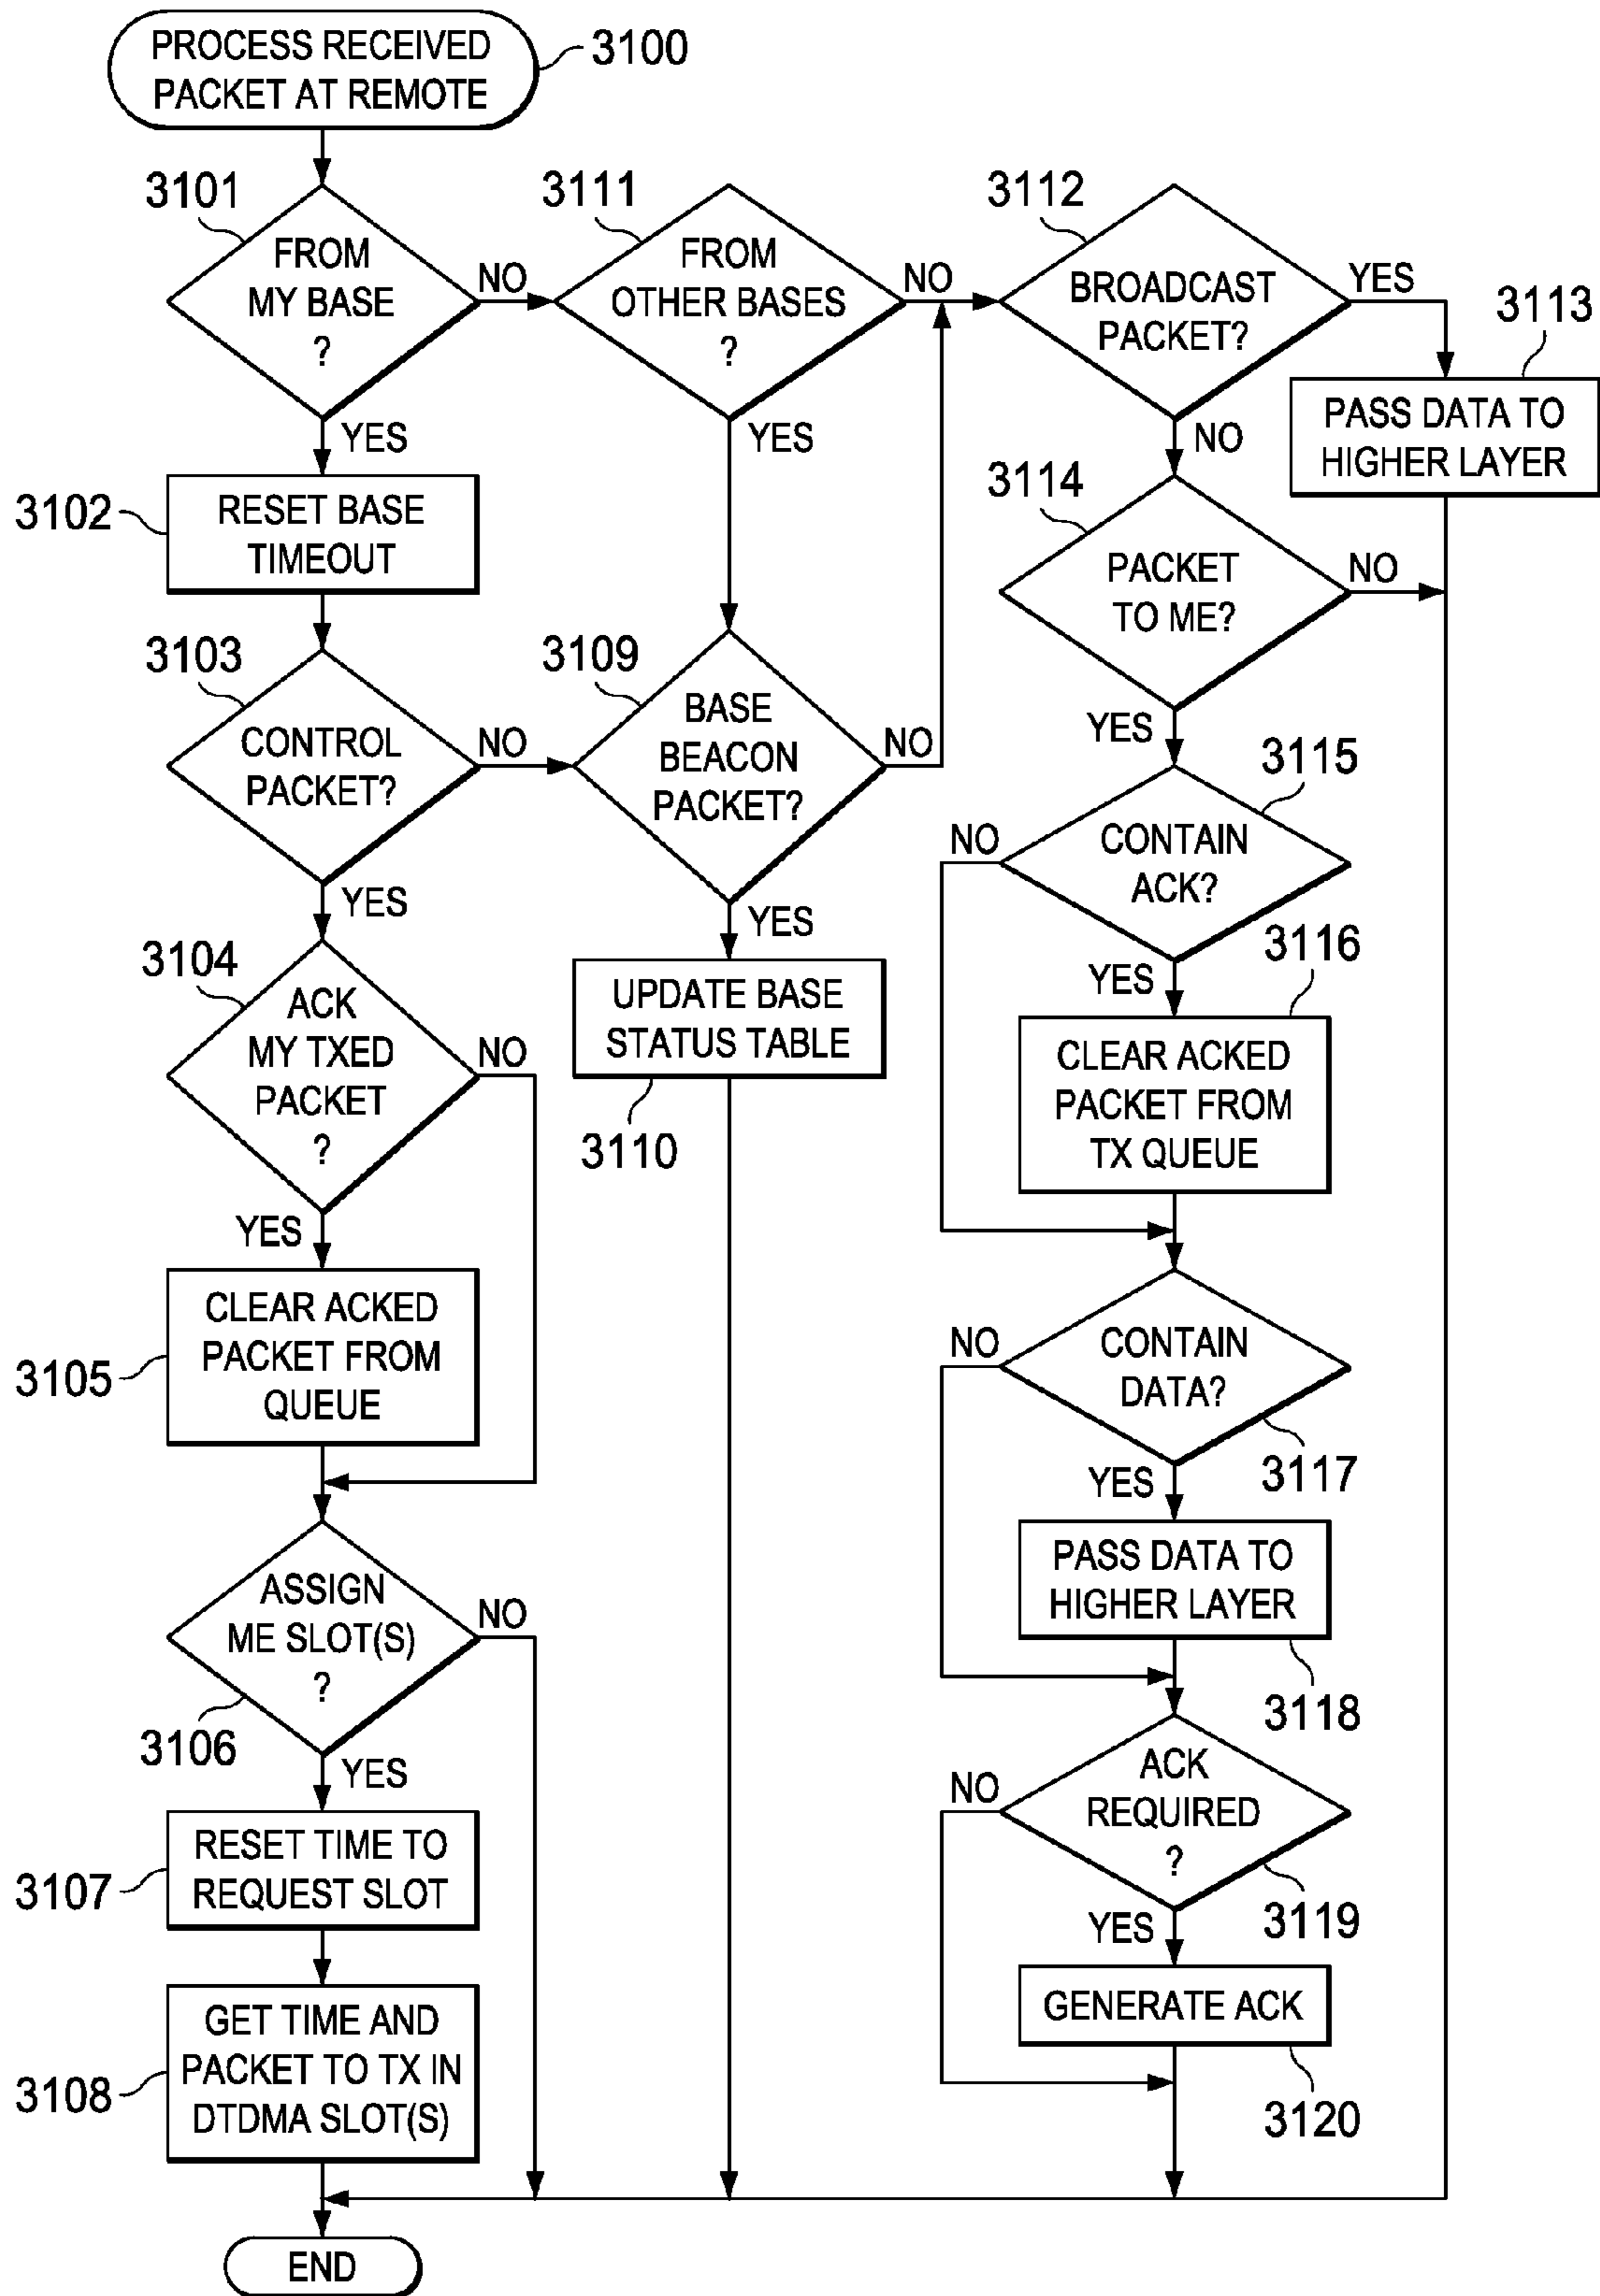 PROCESS RECEIVED
PACKET AT REMOTE
3100
3101
FROM
MY BASE
?
NO
YES
3102
RESET BASE
TIMEOUT
3103
CONTROL
PACKET?
NO
YES
3104
ACK
MY TXED
PACKET
?
NO
YES
3105
CLEAR ACKED
PACKET FROM
QUEUE
ASSIGN
ME SLOT(S)
?
NO
3106
YES
3107
RESET TIME TO
REQUEST SLOT
3108
GET TIME AND
PACKET TO TX IN
DTDMA SLOT(S)
END
3111
FROM
OTHER BASES
?
NO
YES
3109
BASE
BEACON
PACKET?
NO
YES
UPDATE BASE
STATUS TABLE
3110
3112
BROADCAST
PACKET?
YES
NO
3113
PASS DATA TO
HIGHER LAYER
3114
PACKET
TO ME?
NO
YES
3115
CONTAIN
ACK?
NO
YES
3116
CLEAR ACKED
PACKET FROM
TX QUEUE
CONTAIN
DATA?
NO
3117
YES
PASS DATA TO
HIGHER LAYER
3118
ACK
REQUIRED
?
NO
3119
YES
GENERATE ACK
3120